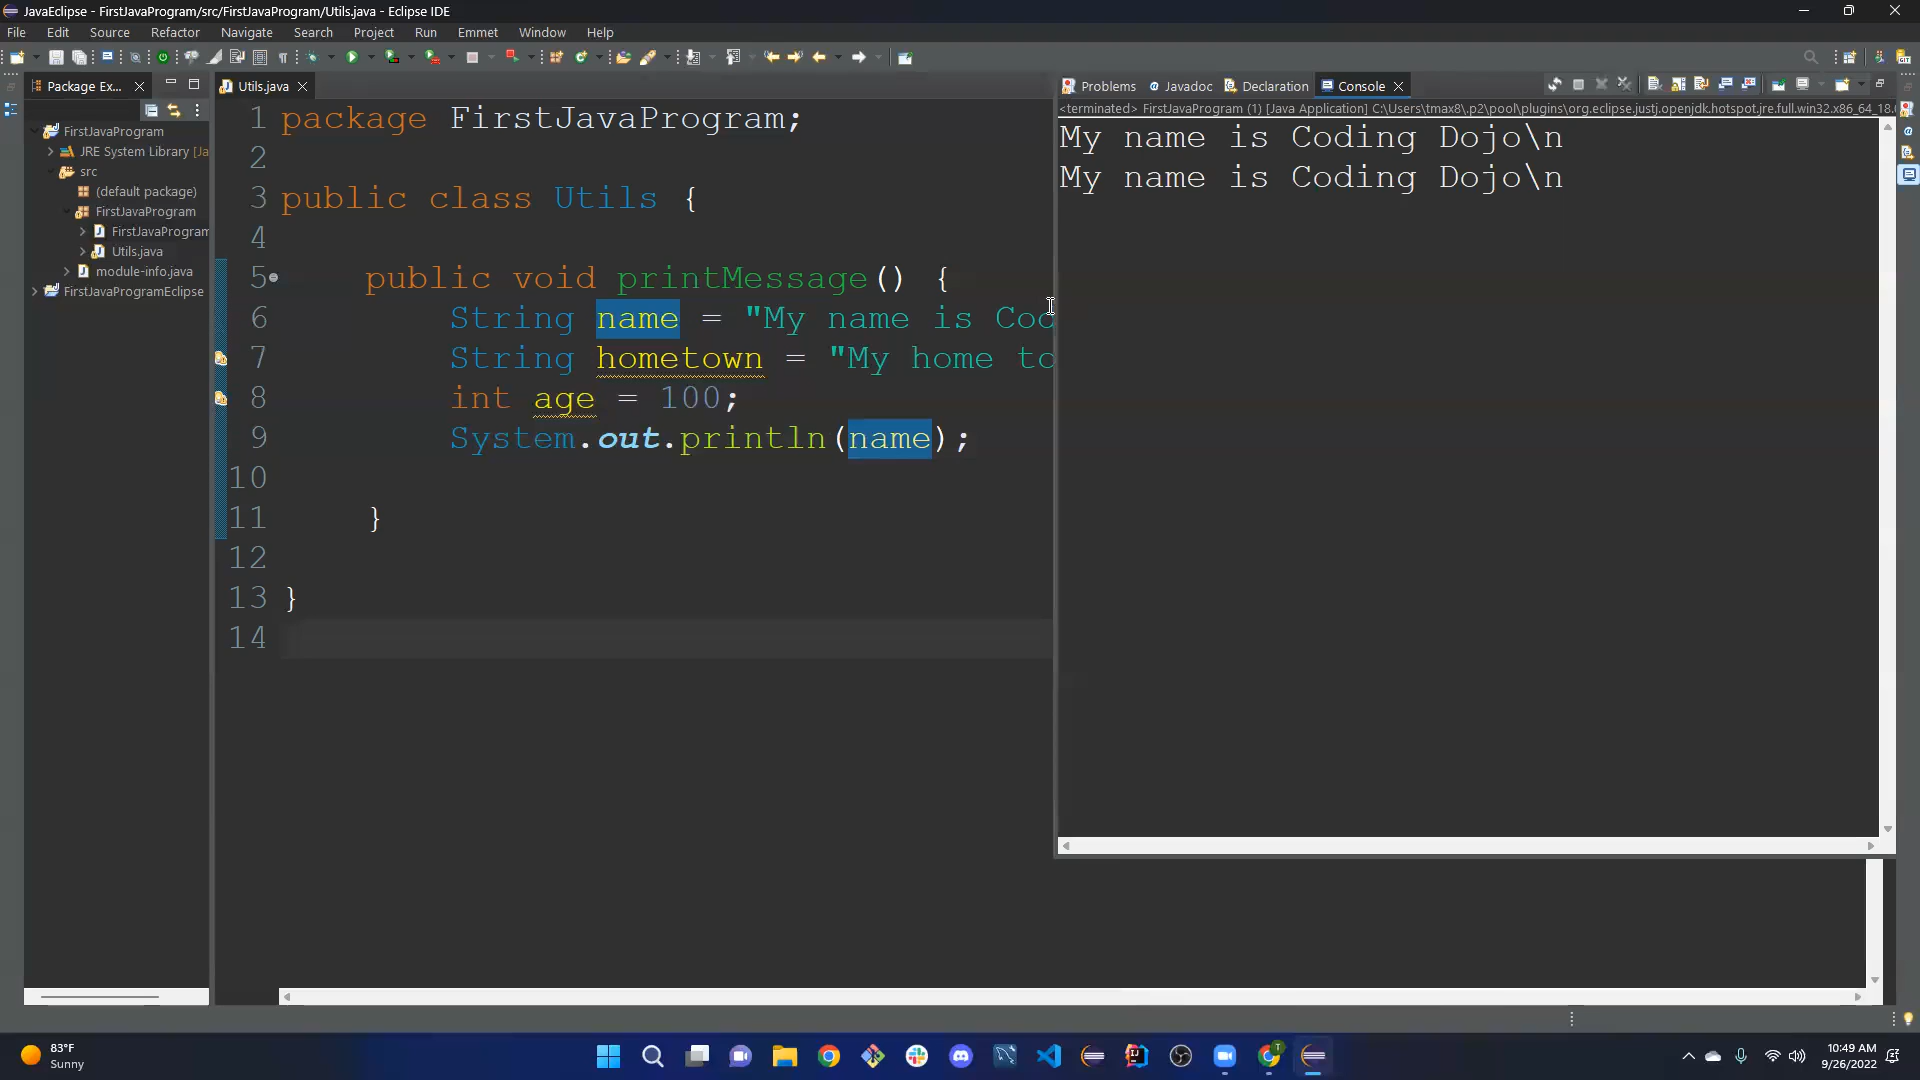 JavaEclipse - FirstJavaProgram/src/FirstJavaProgram/Utils.java - Eclipse IDE
File Edit Source Refactor Navigate Search Project Run Emmet Window Help
Package Ex...
FirstJavaProgram
JRE System Library [Ja
src
(default package)
FirstJavaProgram
FirstJavaProgram
Utils.java
module-info.java
FirstJavaProgramEclipse
Utils.java
1 package FirstJavaProgram;
2
3 public class Utils {
4
5 public void printMessage() {
6 String name = "My name is Cod
7 String hometown = "My home to
8 int age = 100;
9 System.out.println(name);
10
11 }
12
13 }
14
Problems Javadoc Declaration Console
<terminated> FirstJavaProgram (1) [Java Application] C:\Users\tmax8\.p2\pool\plugins\org.eclipse.justj.openjdk.hotspot.jre.full.win32.x86_64_18.
My name is Coding Dojo\n
My name is Coding Dojo\n
83°F
Sunny
10:49 AM
9/26/2022